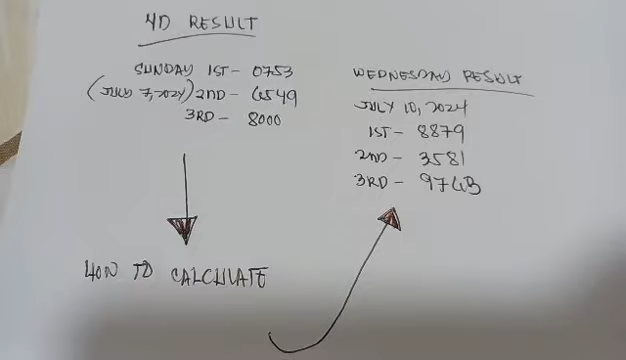 4D RESULT
SUNDAY 1ST - 0753
(JULY 7, 2024) 2ND - 6549
3RD - 8000
HOW TO CALCULATE
WEDNESDAY RESULT
JULY 10, 2024
1ST - 8879
2ND - 3581
3RD - 9763